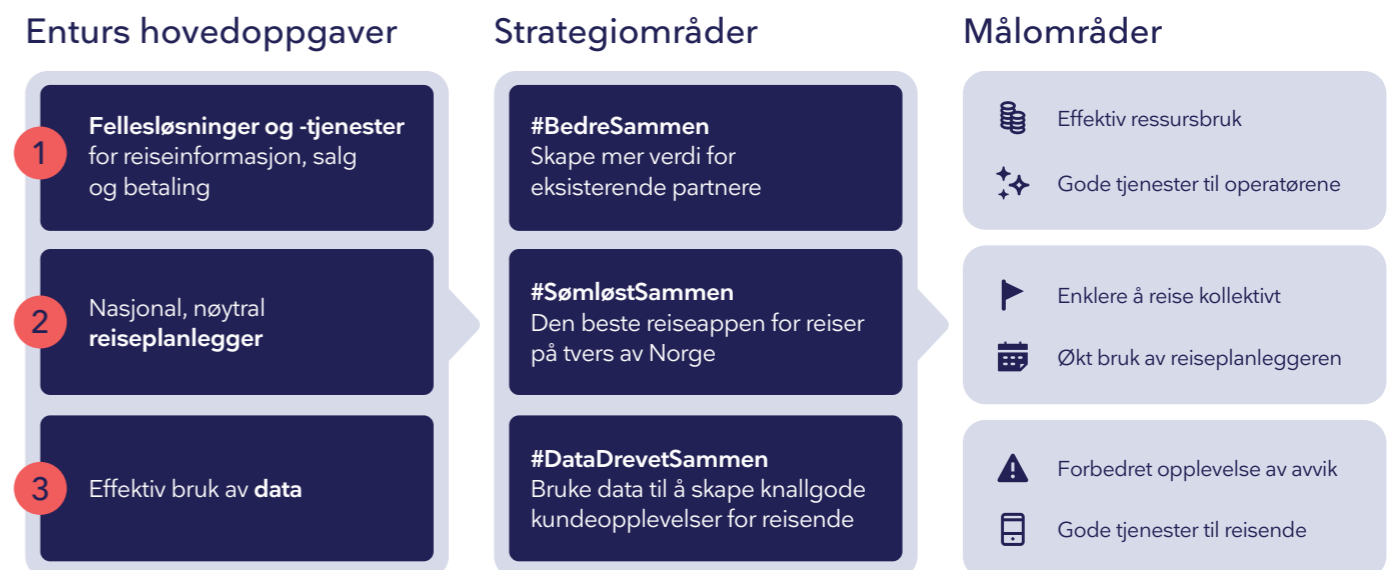 Enturs hovedoppgaver
1
Fellesløsninger og -tjenester
for reiseinformasjon, salg
og betaling
2
Nasjonal, nøytral
reiseplanlegger
3
Effektiv bruk av data
Strategiområder
#BedreSammen
Skape mer verdi for
eksisterende partnere
#SømløstSammen
Den beste reiseappen for reiser
på tvers av Norge
#DataDrevetSammen
Bruke data til å skape knallgode
kundeopplevelser for reisende
Målområder
Effektiv ressursbruk
Gode tjenester til operatørene
Enklere å reise kollektivt
Økt bruk av reiseplanleggeren
Forbedret opplevelse av avvik
Gode tjenester til reisende